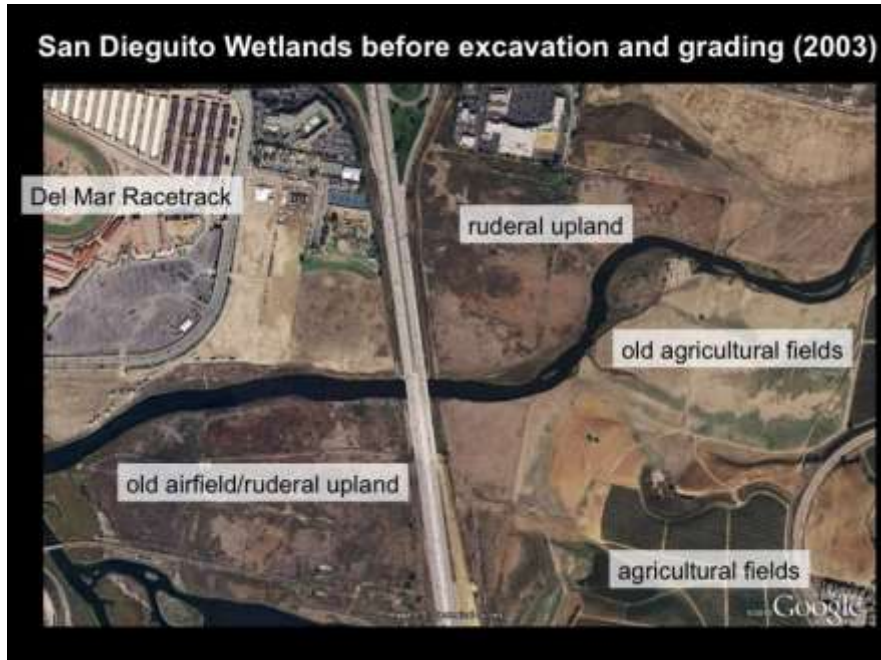 San Dieguito Wetlands before excavation and grading (2003)
Del Mar Racetrack
ruderal upland
old agricultural fields
old airfield/ruderal upland
agricultural fields
Google